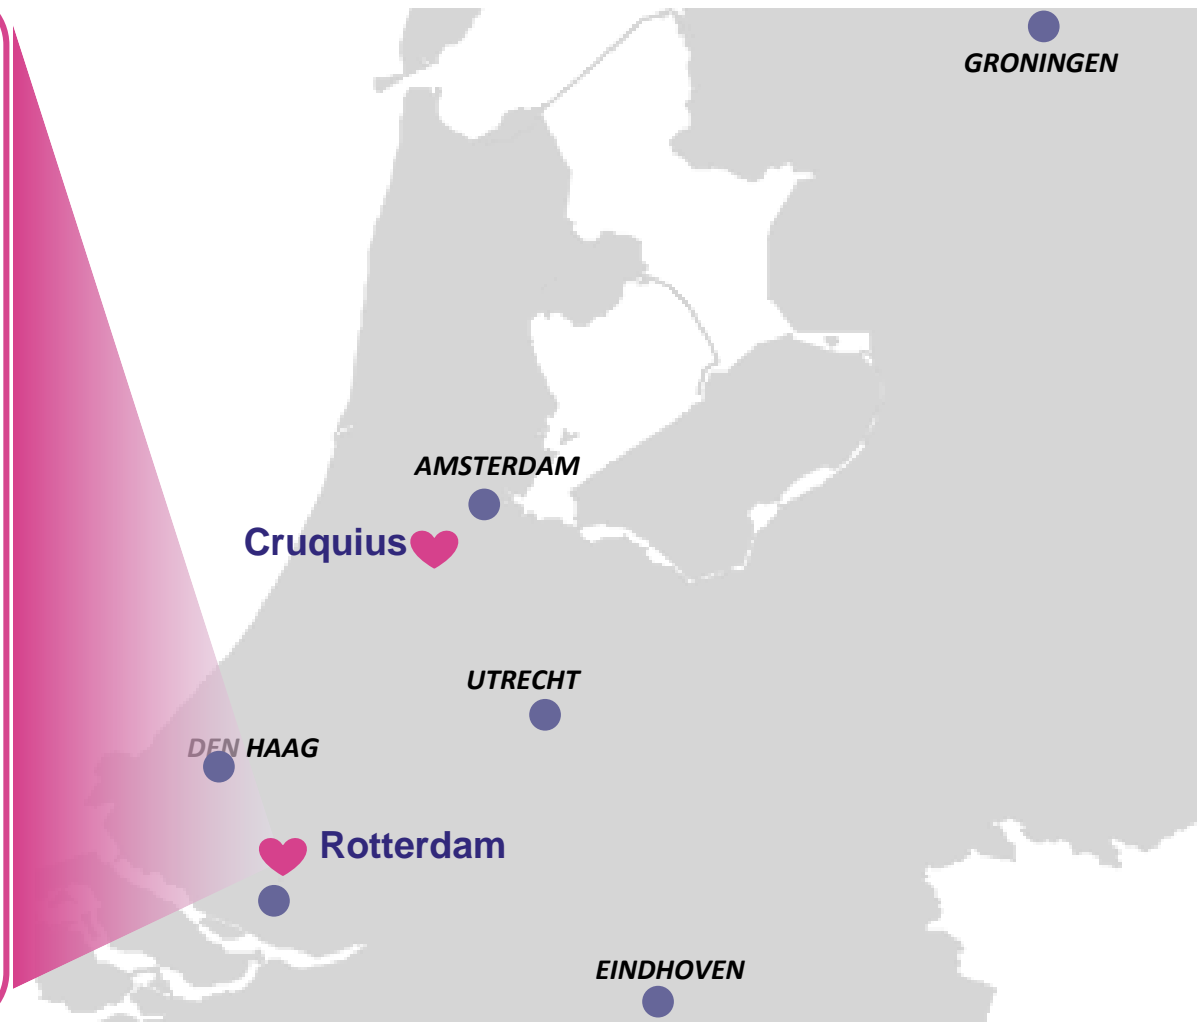 GRONINGEN
AMSTERDAM
Cruquius
UTRECHT
DEN HAAG
Rotterdam
EINDHOVEN